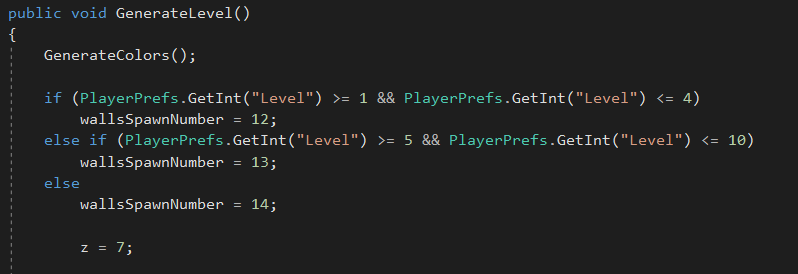 public void GenerateLevel()
{
GenerateColors();
if (PlayerPrefs.GetInt("Level") >= 1 && PlayerPrefs.GetInt("Level") <= 4)
wallsSpawnNumber = 12;
else if (PlayerPrefs.GetInt("Level") >= 5 && PlayerPrefs.GetInt("Level") <= 10)
wallsSpawnNumber = 13;
else
wallsSpawnNumber = 14;
z = 7;